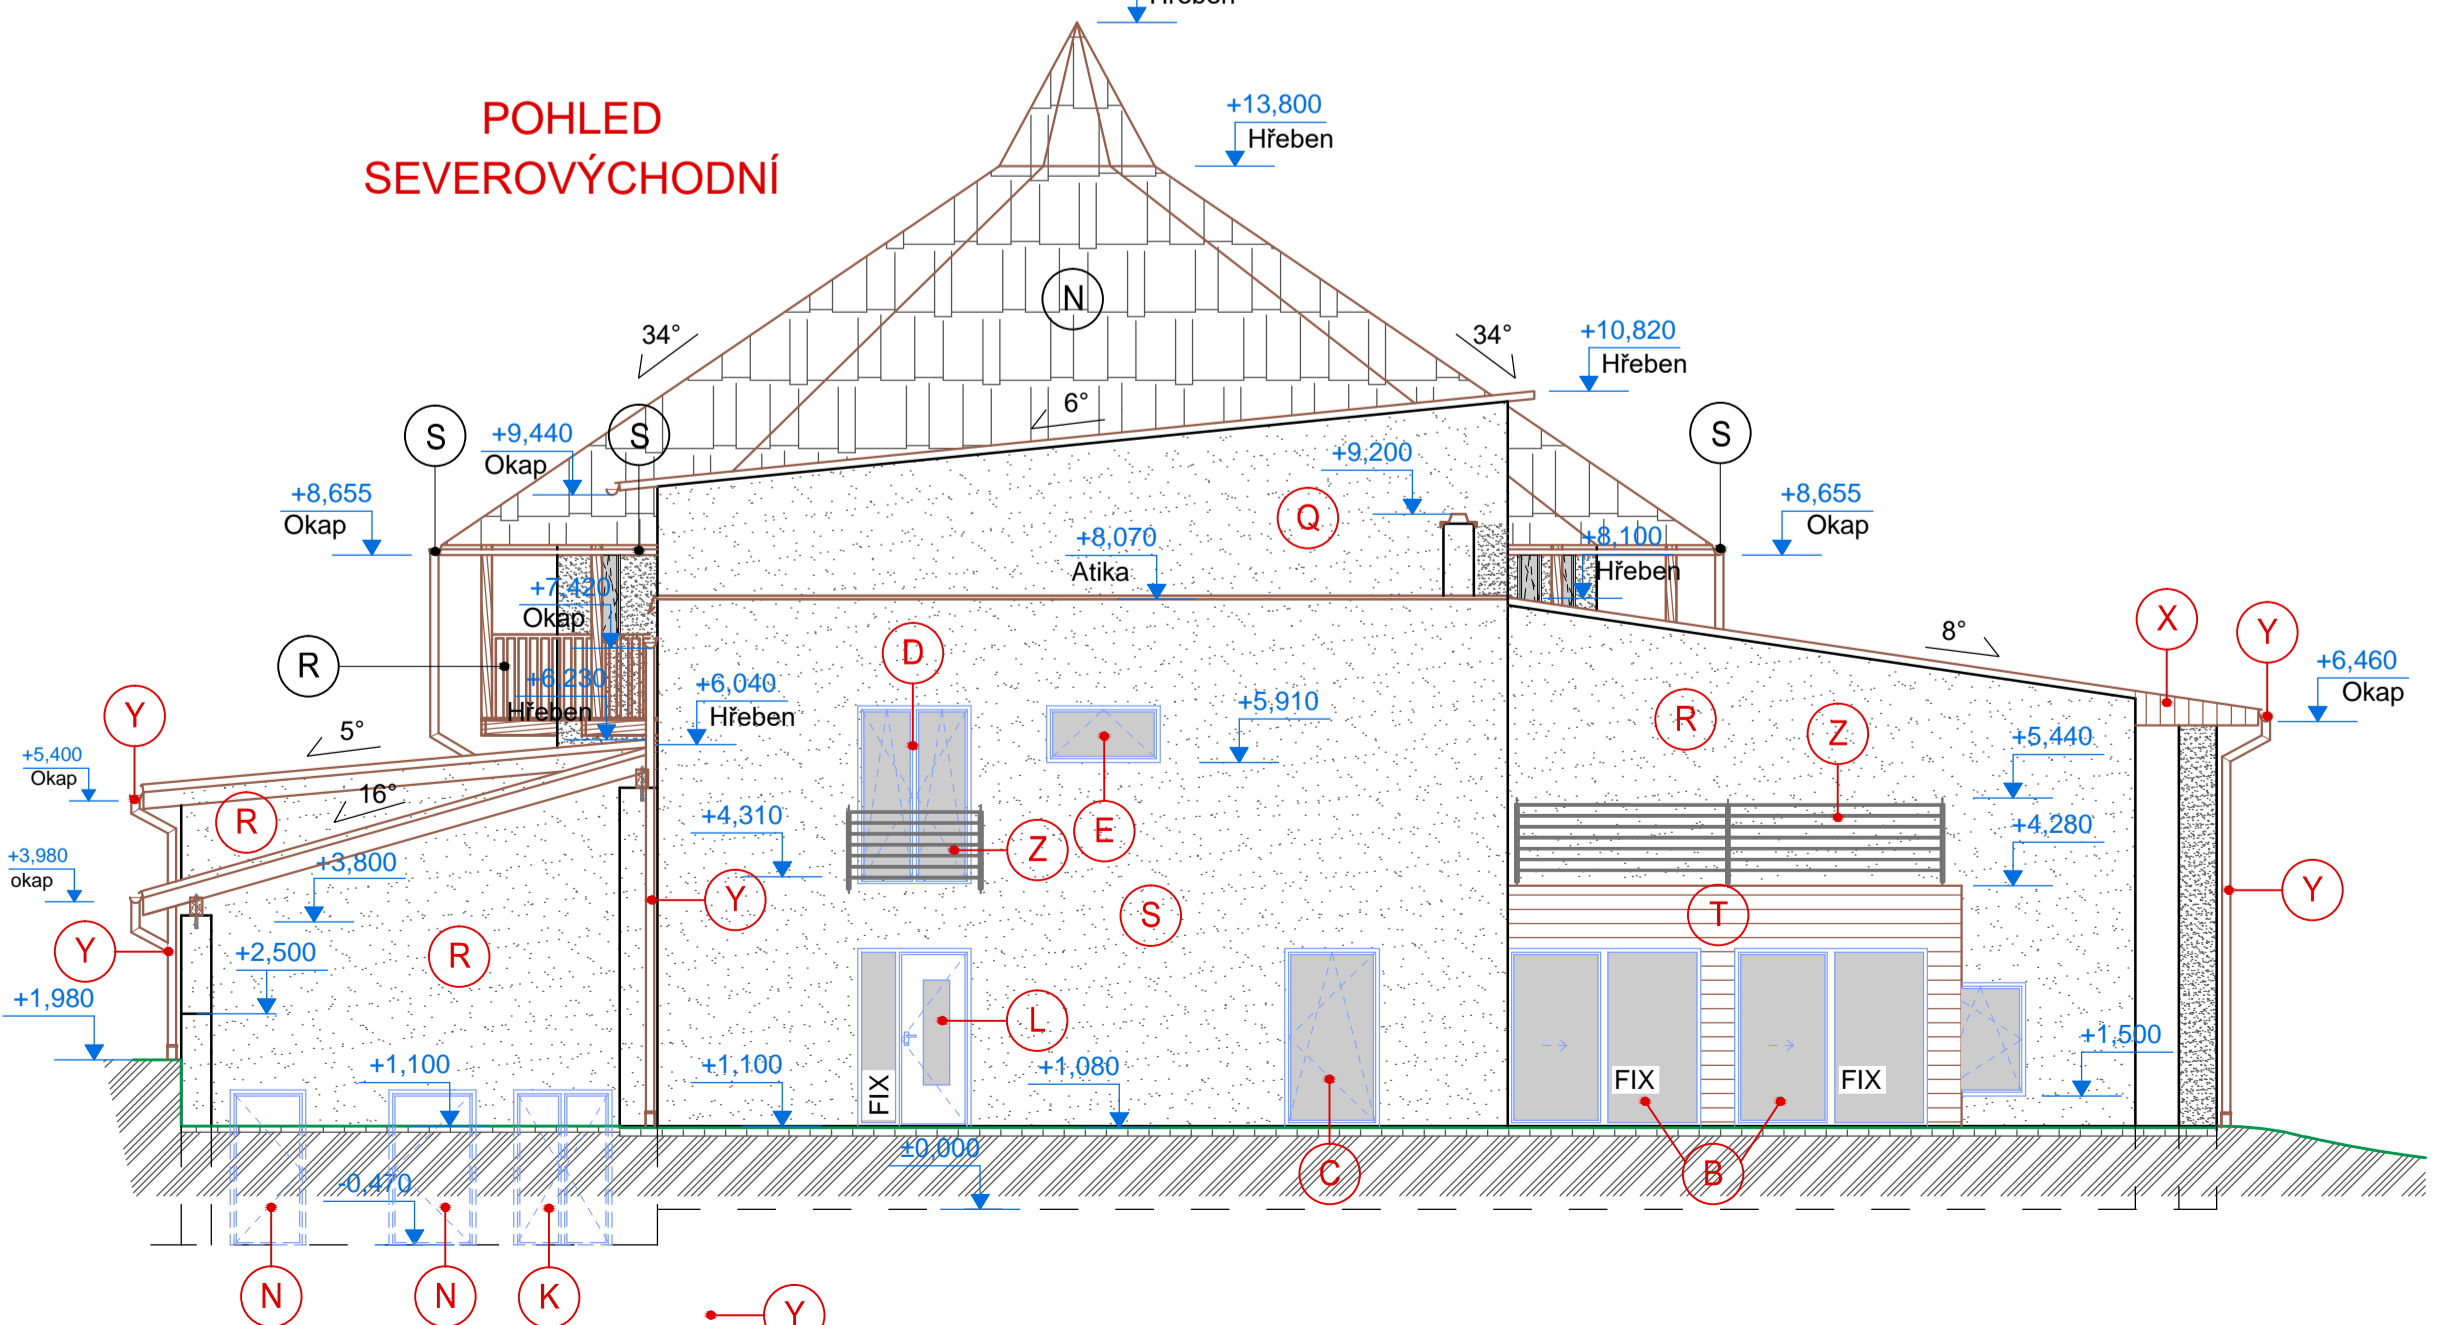 Hřeben
POHLED
SEVEROVÝCHODNÍ
+13,800
Hřeben
N
34°
34°
+10,820
Hřeben
6°
S
+9,440
Okap
S
+9,200
S
+8,655
Okap
Q
+8,655
Okap
+8,070
Atika
+8,100
Hřeben
+7,420
Okap
R
D
X
Y
8°
+6,460
Okap
+6,230
Hřeben
+6,040
Hřeben
+5,910
R
Z
+5,440
Y
5°
+5,400
Okap
16°
R
+4,310
E
Z
+4,280
+3,980
okap
+3,800
Y
S
T
Y
Y
R
+2,500
+1,980
L
+1,500
+1,100
+1,100
+1,080
FIX
FIX
FIX
±0,000
C
B
-0,470
N
N
K
Y